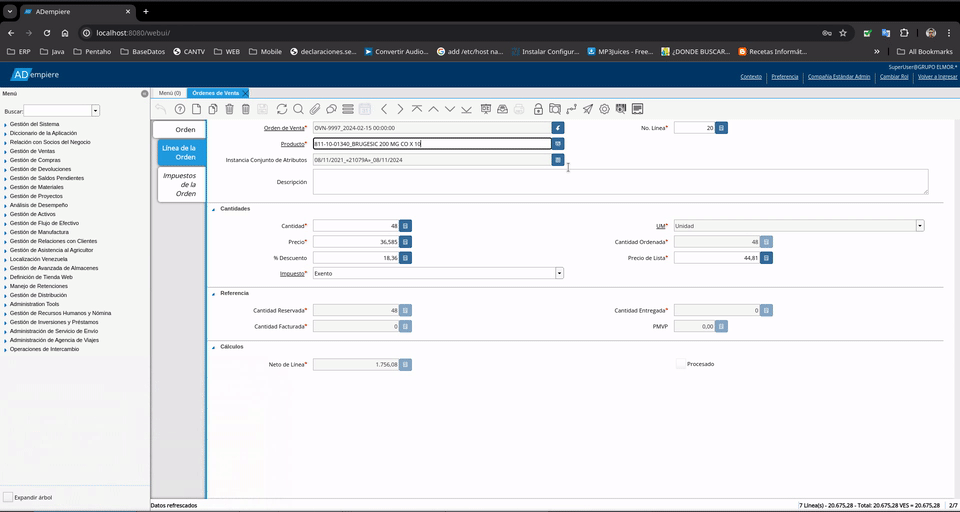 ADempiere
localhost:8080/webui/
ERP
Java
Pentaho
BaseDatos
CANTV
WEB
Mobile
declaraciones.se...
Convertir Audio...
add /etc/host na...
Instalar Configur...
MP3Juices - Free...
¿DONDE BUSCAR...
Recetas Informát...
All Bookmarks
ADempiere
SuperUser@GRUPO ELMOR.*
Contexto
Preferencia
Compañía Estándar Admin
Cambiar Rol
Volver a Ingresar
Menú
Menú (0)
Órdenes de Venta
Buscar:
Gestión del Sistema
Diccionario de la Aplicación
Relación con Socios del Negocio
Gestión de Ventas
Gestión de Compras
Gestión de Devoluciones
Gestión de Saldos Pendientes
Gestión de Materiales
Gestión de Proyectos
Análisis de Desempeño
Gestión de Activos
Gestión de Flujo de Efectivo
Gestión de Manufactura
Gestión de Relaciones con Clientes
Gestión de Asistencia al Agricultor
Localización Venezuela
Gestión de Avanzada de Almacenes
Definición de Tienda Web
Manejo de Retenciones
Gestión de Distribución
Administration Tools
Gestión de Recursos Humanos y Nómina
Gestión de Inversiones y Préstamos
Administración de Servicio de Envío
Administración de Agencia de Viajes
Operaciones de Intercambio
Expandir árbol
Orden
Línea de la Orden
Impuestos de la Orden
Orden de Venta* OVN-9997_2024-02-15 00:00:00
No. Línea* 20
Producto* 811-10-01340_BRUGESIC 200 MG CO X 10
Instancia Conjunto de Atributos 08/11/2021_«21079A»_08/11/2024
Descripción
Cantidades
Cantidad* 48
UM* Unidad
Precio* 36,585
Cantidad Ordenada* 48
% Descuento 18,36
Precio de Lista* 44,81
Impuesto* Exento
Referencia
Cantidad Reservada* 48
Cantidad Entregada* 0
Cantidad Facturada* 0
PMVP 0,00
Cálculos
Neto de Línea* 1.756,08
Procesado
Datos refrescados
7 Línea(s) - 20.675,28 - Total: 20.675,28 VES = 20.675,28
2/7